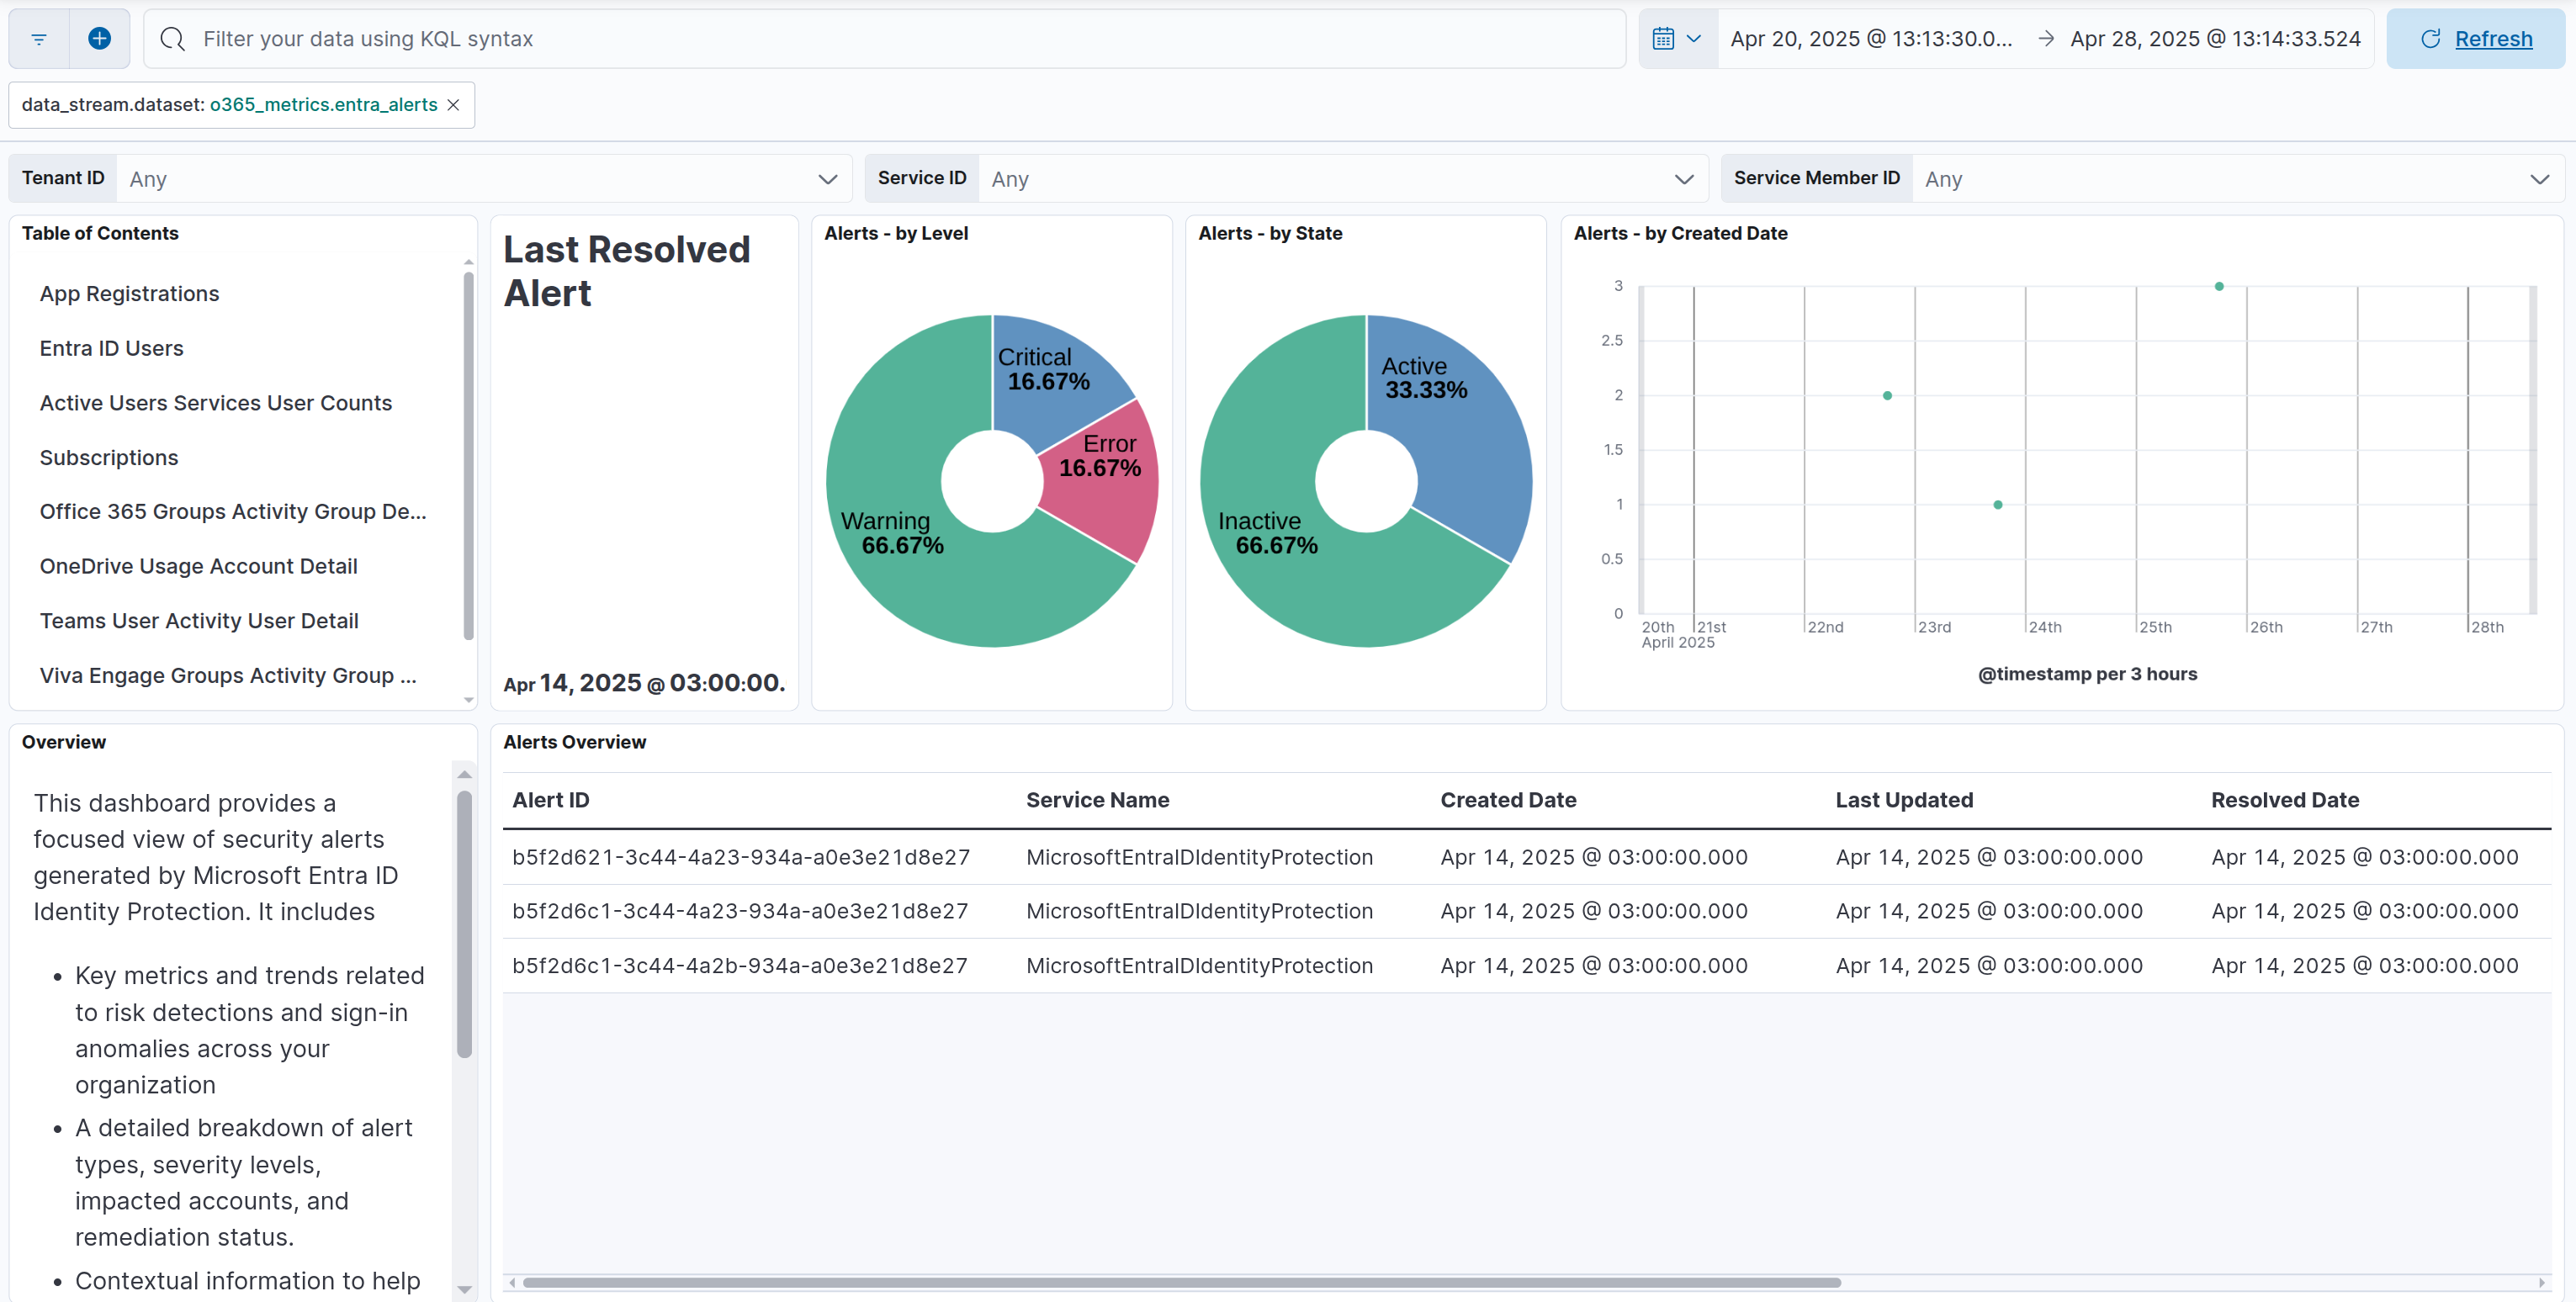 Filter your data using KQL syntax
Apr 20, 2025 @ 13:13:30.0... → Apr 28, 2025 @ 13:14:33.524
Refresh
data_stream.dataset: o365_metrics.entra_alerts ×
Tenant ID Any
Service ID Any
Service Member ID Any
Table of Contents
App Registrations
Entra ID Users
Active Users Services User Counts
Subscriptions
Office 365 Groups Activity Group De...
OneDrive Usage Account Detail
Teams User Activity User Detail
Viva Engage Groups Activity Group ...
Last Resolved
Alert
Apr 14, 2025 @ 03:00:00.
Alerts - by Level
Critical
16.67%
Error
16.67%
Warning
66.67%
Alerts - by State
Active
33.33%
Inactive
66.67%
Alerts - by Created Date
3
2.5
2
1.5
1
0.5
0
20th 21st 22nd 23rd 24th 25th 26th 27th 28th
April 2025
@timestamp per 3 hours
Overview
This dashboard provides a
focused view of security alerts
generated by Microsoft Entra ID
Identity Protection. It includes
• Key metrics and trends related
to risk detections and sign-in
anomalies across your
organization
• A detailed breakdown of alert
types, severity levels,
impacted accounts, and
remediation status.
• Contextual information to help
Alerts Overview
Alert ID Service Name Created Date Last Updated Resolved Date
b5f2d621-3c44-4a23-934a-a0e3e21d8e27 MicrosoftEntraIDIdentityProtection Apr 14, 2025 @ 03:00:00.000 Apr 14, 2025 @ 03:00:00.000 Apr 14, 2025 @ 03:00:00.000
b5f2d6c1-3c44-4a23-934a-a0e3e21d8e27 MicrosoftEntraIDIdentityProtection Apr 14, 2025 @ 03:00:00.000 Apr 14, 2025 @ 03:00:00.000 Apr 14, 2025 @ 03:00:00.000
b5f2d6c1-3c44-4a2b-934a-a0e3e21d8e27 MicrosoftEntraIDIdentityProtection Apr 14, 2025 @ 03:00:00.000 Apr 14, 2025 @ 03:00:00.000 Apr 14, 2025 @ 03:00:00.000